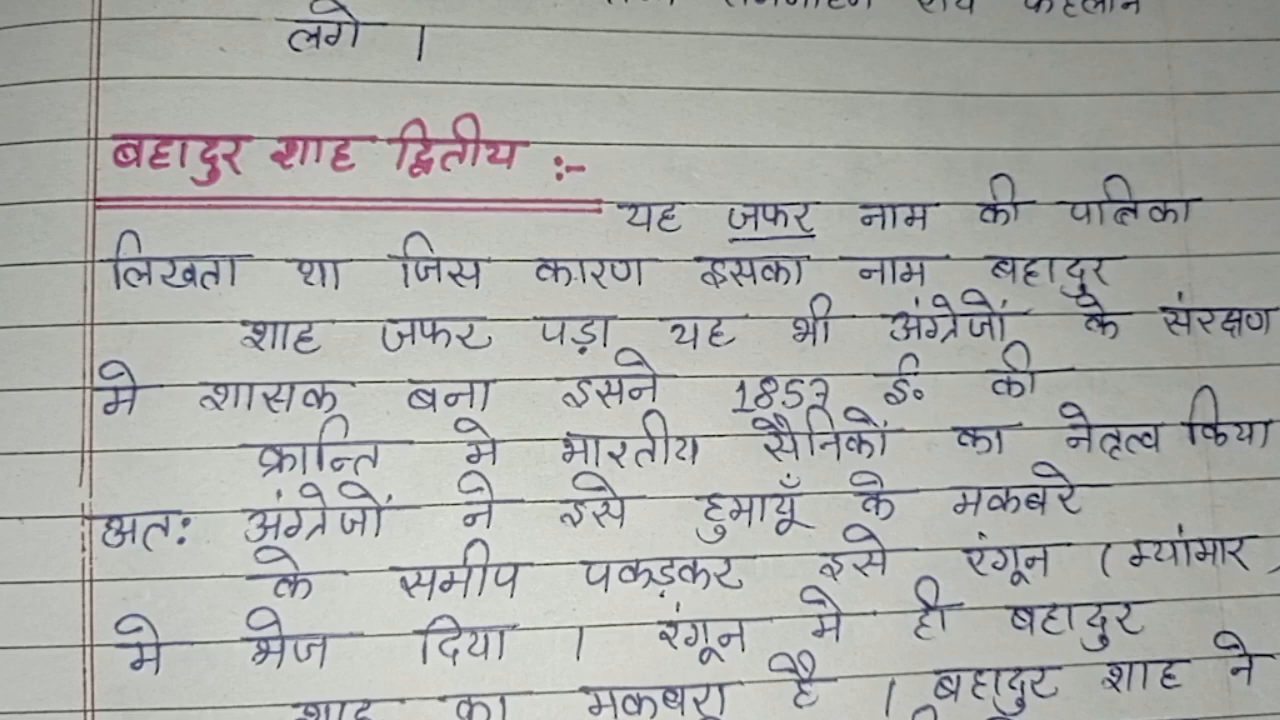 राय कहलाने
लगे ।
बहादुर शाह द्वितीय :-
यह जफर नाम की पत्रिका
लिखता था जिस कारण इसका नाम बहादुर
शाह जफर पड़ा यह भी अंग्रेजों के संरक्षण
मे शासक बना इसने 1857 ई॰ की
क्रान्ति मे भारतीय सैनिकों का नेतृत्व किया
अतः अंग्रेजों ने इसे हुमायूँ के मकबरे
के समीप पकड़कर इसे रंगून (म्यांमार)
मे भेज दिया । रंगून मे ही बहादुर
शाह का मकबरा है । बहादुर शाह ने